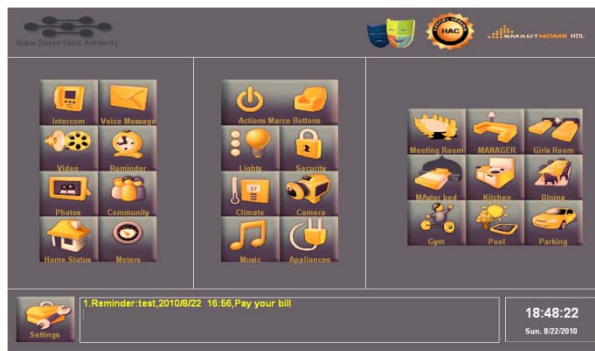 Dubai Silicon Oasis Authority
HAC
SMARTHOME HDL
Intercom
Voice Message
Video
Reminder
Photos
Community
Home Status
Meters
Actions Marco Buttons
Lights
Security
Climate
27
Camera
Music
Appliances
Meeting Room
MANAGER
Girls Room
MAster bed
Kitchen
Dining
Gym
Pool
Parking
Settings
1.Reminder:test,2010/8/22 16:56,Pay your bill
18:48:22
Sun. 8/22/2010